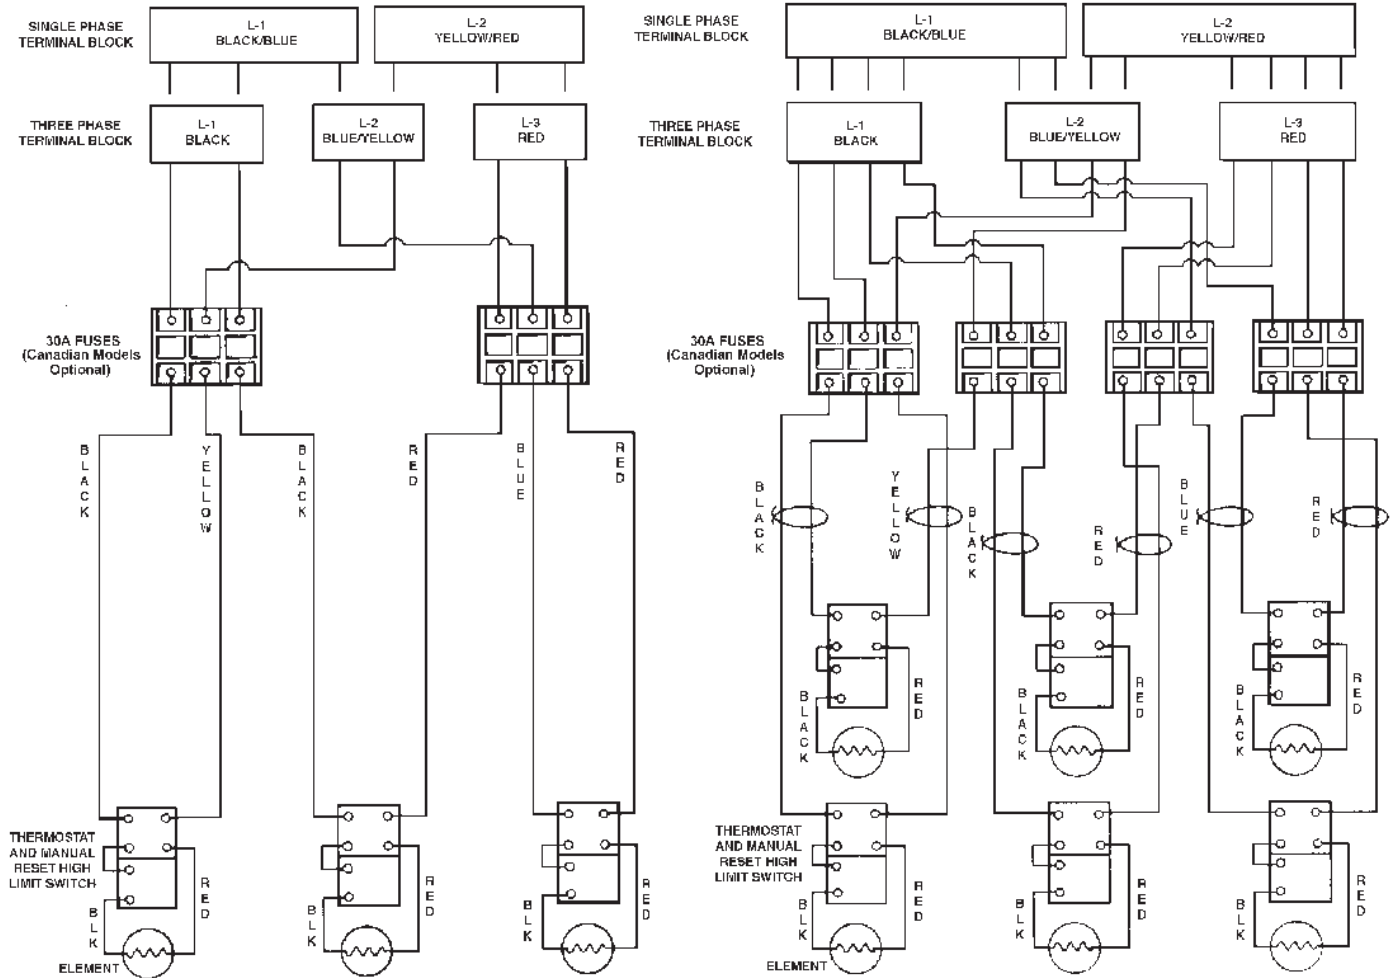 SINGLE PHASE
TERMINAL BLOCK
L-1
BLACK/BLUE
L-2
YELLOW/RED
THREE PHASE
TERMINAL BLOCK
L-1
BLACK
L-2
BLUE/YELLOW
L-3
RED
30A FUSES
(Canadian Models
Optional)
BLACK
YELLOW
BLACK
RED
BLUE
RED
THERMOSTAT
AND MANUAL
RESET HIGH
LIMIT SWITCH
BLK
RED
BLK
RED
BLK
RED
ELEMENT
SINGLE PHASE
TERMINAL BLOCK
L-1
BLACK/BLUE
L-2
YELLOW/RED
THREE PHASE
TERMINAL BLOCK
L-1
BLACK
L-2
BLUE/YELLOW
L-3
RED
30A FUSES
(Canadian Models
Optional)
BLACK
YELLOW
BLACK
RED
BLUE
RED
BLACK
RED
BLACK
RED
BLACK
RED
THERMOSTAT
AND MANUAL
RESET HIGH
LIMIT SWITCH
BLK
RED
BLK
RED
BLK
RED
ELEMENT